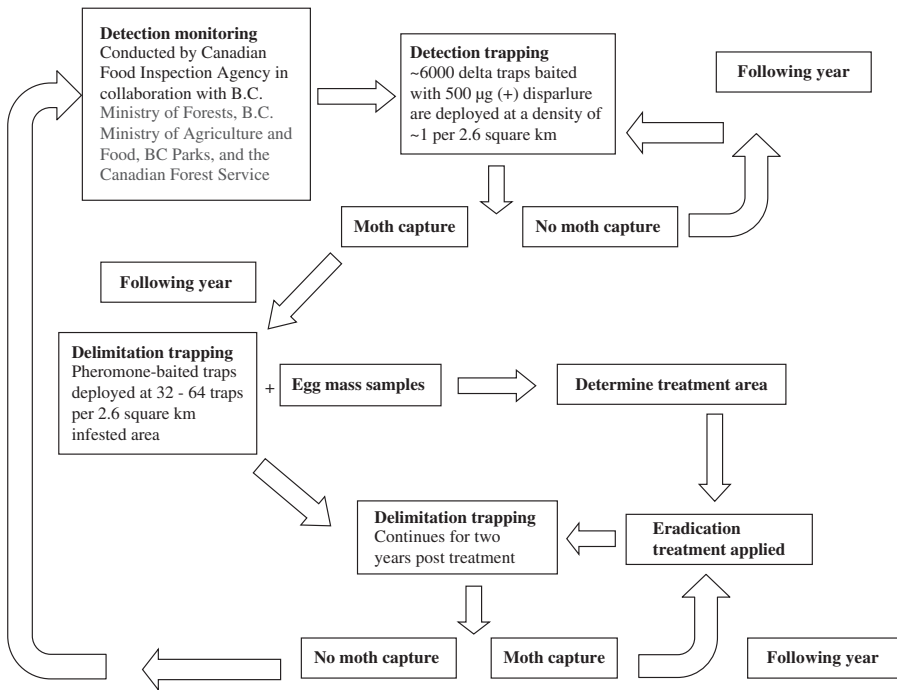 Detection monitoring
Conducted by Canadian
Food Inspection Agency in
collaboration with B.C.
Ministry of Forests, B.C.
Ministry of Agriculture and
Food, BC Parks, and the
Canadian Forest Service
Detection trapping
~6000 delta traps baited
with 500 µg (+) disparlure
are deployed at a density of
~1 per 2.6 square km
Following year
Moth capture
No moth capture
Following year
Delimitation trapping
Pheromone-baited traps
deployed at 32 - 64 traps
per 2.6 square km
infested area
+
Egg mass samples
Determine treatment area
Delimitation trapping
Continues for two
years post treatment
Eradication
treatment applied
No moth capture
Moth capture
Following year